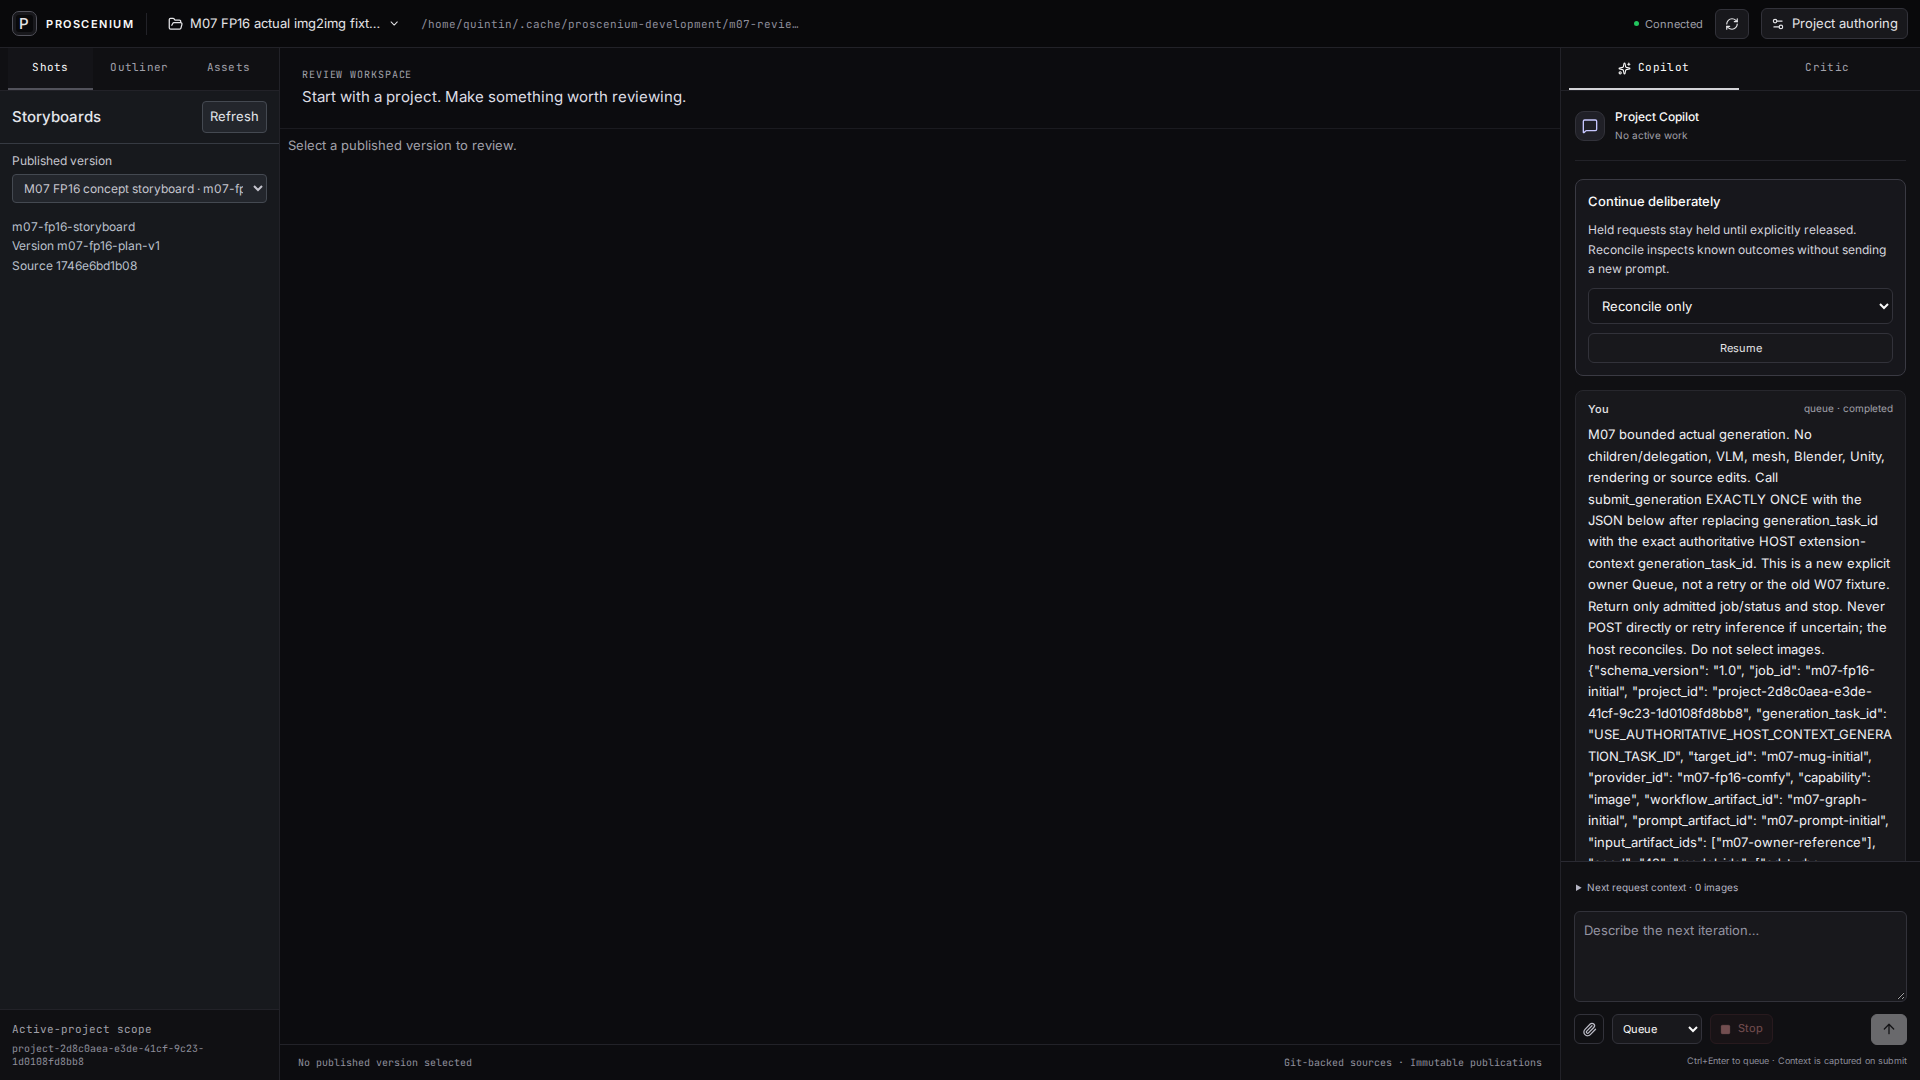 P PROSCENIUM
M07 FP16 actual img2img fixt...
/home/quintin/.cache/proscenium-development/m07-revie…
Connected
Project authoring
Shots
Outliner
Assets
Storyboards
Refresh
Published version
M07 FP16 concept storyboard · m07-fp
m07-fp16-storyboard
Version m07-fp16-plan-v1
Source 1746e6bd1b08
Active-project scope
project-2d8c0aea-e3de-41cf-9c23-
1d0108fd8bb8
REVIEW WORKSPACE
Start with a project. Make something worth reviewing.
Select a published version to review.
No published version selected
Git-backed sources · Immutable publications
Copilot
Critic
Project Copilot
No active work
Continue deliberately
Held requests stay held until explicitly released.
Reconcile inspects known outcomes without sending
a new prompt.
Reconcile only
Resume
You
queue · completed
M07 bounded actual generation. No
children/delegation, VLM, mesh, Blender, Unity,
rendering or source edits. Call
submit_generation EXACTLY ONCE with the
JSON below after replacing generation_task_id
with the exact authoritative HOST extension-
context generation_task_id. This is a new explicit
owner Queue, not a retry or the old W07 fixture.
Return only admitted job/status and stop. Never
POST directly or retry inference if uncertain; the
host reconciles. Do not select images.
{"schema_version": "1.0", "job_id": "m07-fp16-
initial", "project_id": "project-2d8c0aea-e3de-
41cf-9c23-1d0108fd8bb8", "generation_task_id":
"USE_AUTHORITATIVE_HOST_CONTEXT_GENERA
TION_TASK_ID", "target_id": "m07-mug-initial",
"provider_id": "m07-fp16-comfy", "capability":
"image", "workflow_artifact_id": "m07-graph-
initial", "prompt_artifact_id": "m07-prompt-initial",
"input_artifact_ids": ["m07-owner-reference"],
Next request context · 0 images
Describe the next iteration...
Queue
Stop
Ctrl+Enter to queue · Context is captured on submit